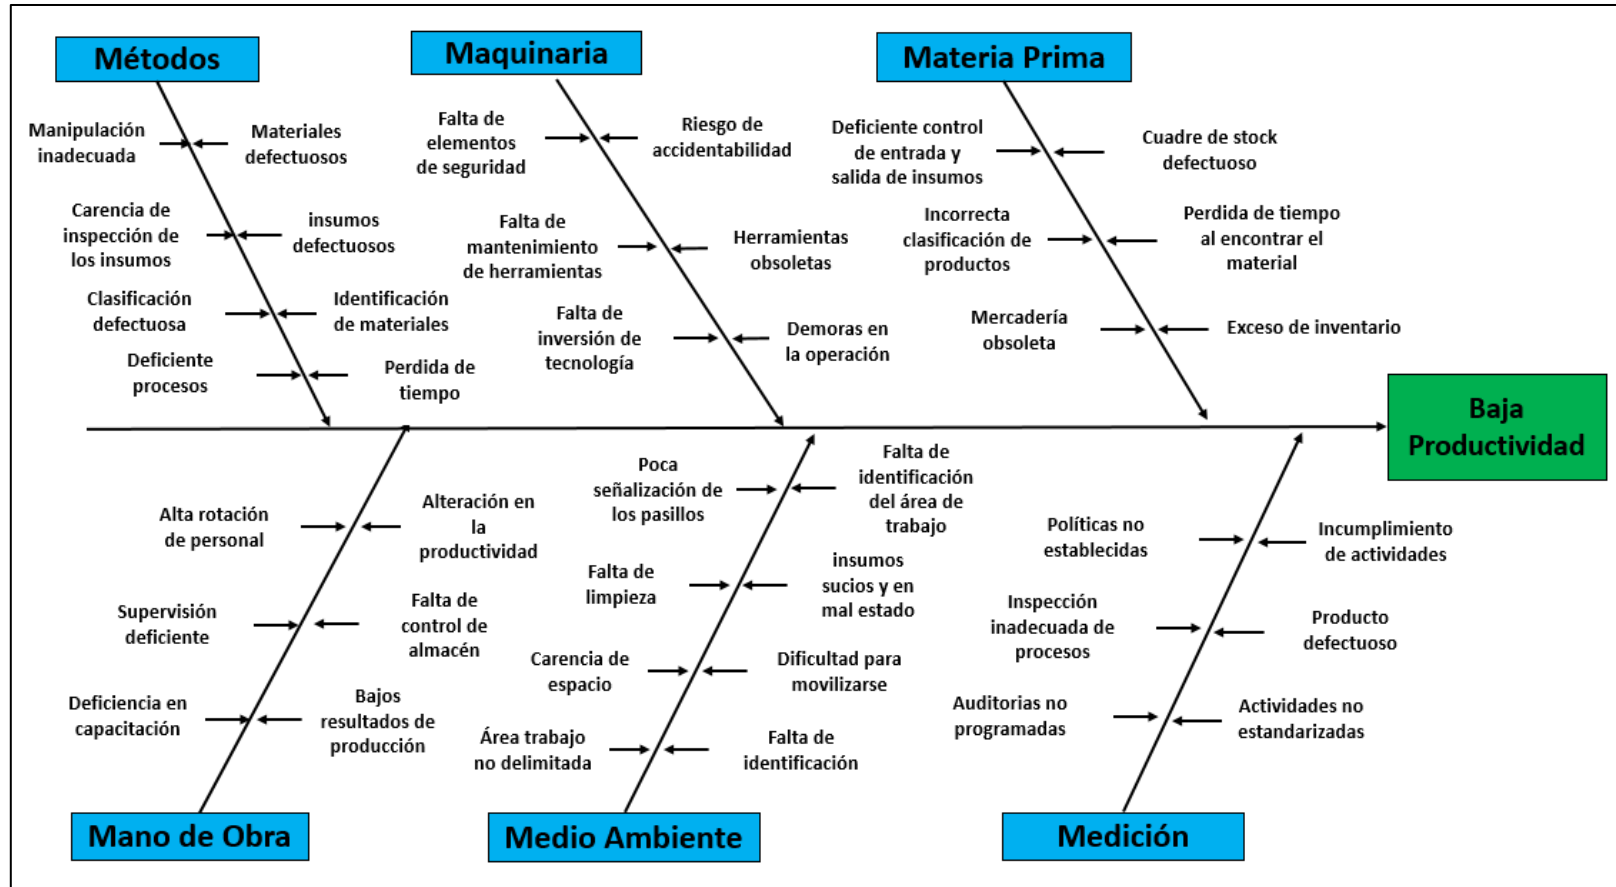 Métodos
Maquinaria
Materia Prima
Manipulación
inadecuada
Materiales
defectuosos
Carencia de
inspección de
los insumos
insumos
defectuosos
Clasificación
defectuosa
Identificación
de materiales
Deficiente
procesos
Perdida de
tiempo
Falta de
elementos
de seguridad
Riesgo de
accidentabilidad
Falta de
mantenimiento
de herramientas
Herramientas
obsoletas
Falta de
inversión de
tecnología
Demoras en
la operación
Deficiente control
de entrada y
salida de insumos
Cuadre de stock
defectuoso
Incorrecta
clasificación de
productos
Perdida de tiempo
al encontrar el
material
Mercadería
obsoleta
Exceso de inventario
Baja
Productividad
Alta rotación
de personal
Alteración en
la
productividad
Supervisión
deficiente
Falta de
control de
almacén
Deficiencia en
capacitación
Bajos
resultados de
producción
Poca
señalización de
los pasillos
Falta de
identificación
del área de
trabajo
Falta de
limpieza
insumos
sucios y en
mal estado
Carencia de
espacio
Dificultad para
movilizarse
Área trabajo
no delimitada
Falta de
identificación
Políticas no
establecidas
Incumplimiento
de actividades
Inspección
inadecuada de
procesos
Producto
defectuoso
Auditorias no
programadas
Actividades no
estandarizadas
Mano de Obra
Medio Ambiente
Medición